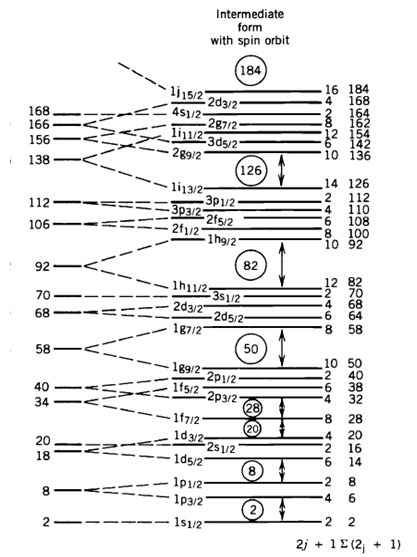 Intermediate
form
with spin orbit
184
1j15/2 16 184
2d3/2 4 168
168 4s1/2 2 164
166 2g7/2 8 162
1i11/2 12 154
156 3d5/2 6 142
138 2g9/2 10 136
126
1i13/2 14 126
112 3p1/2 2 112
3p3/2 4 110
106 2f5/2 6 108
2f1/2 8 100
1h9/2 10 92
92 82
1h11/2 12 82
70 3s1/2 2 70
2d3/2 4 68
68 2d5/2 6 64
1g7/2 8 58
58 50
1g9/2 10 50
2p1/2 2 40
40 1f5/2 6 38
34 2p3/2 4 32
28
1f7/2 8 28
20
1d3/2 4 20
20 2s1/2 2 16
18 1d5/2 6 14
8
8 1p1/2 2 8
1p3/2 4 6
2
2 1s1/2 2 2
2j + 1 Σ(2j + 1)